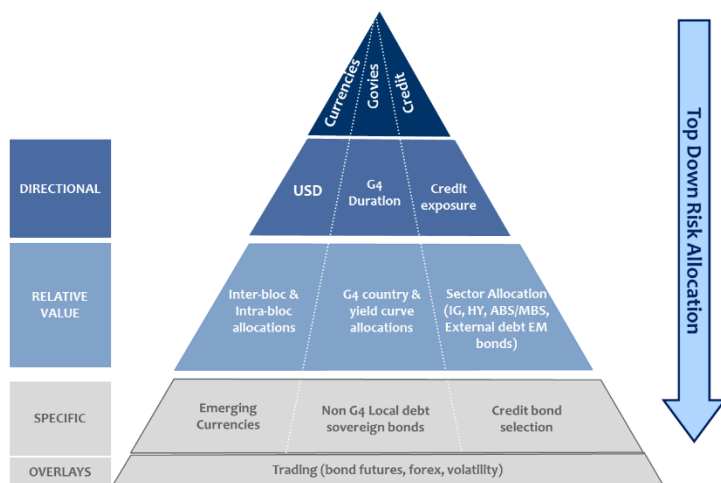 Currencies
Govies
Credit
DIRECTIONAL
USD
G4
Duration
Credit
exposure
RELATIVE
VALUE
Inter-bloc &
Intra-bloc
allocations
G4 country &
yield curve
allocations
Sector Allocation
(IG, HY, ABS/MBS,
External debt EM
bonds)
SPECIFIC
Emerging
Currencies
Non G4 Local debt
sovereign bonds
Credit bond
selection
OVERLAYS
Trading (bond futures, forex, volatility)
Top Down Risk Allocation